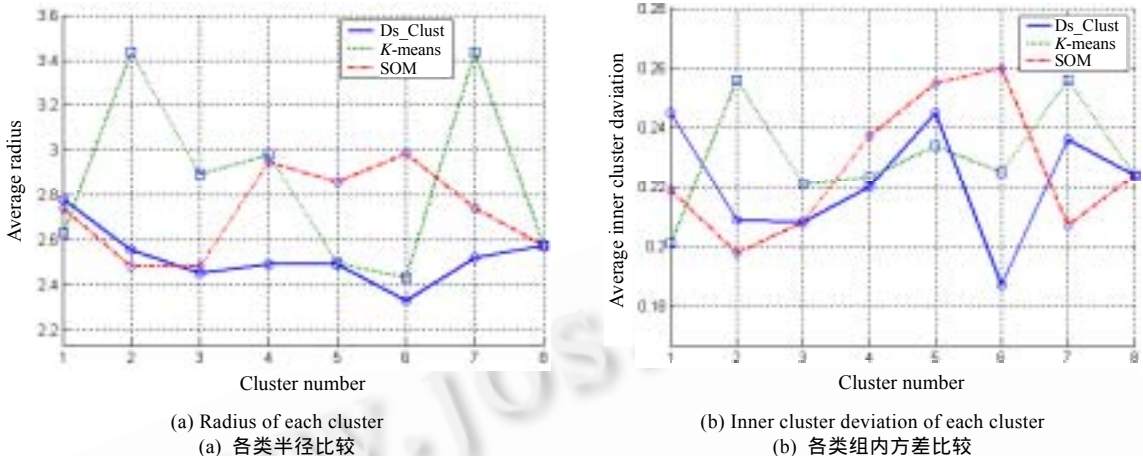 3.6
3.4
3.2
3
2.8
2.6
2.4
2.2
Average radius
Ds_Clust
K-means
SOM
1 2 3 4 5 6 7 8
Cluster number
(a) Radius of each cluster
(a) 各类半径比较
0.28
0.26
0.24
0.22
0.2
0.18
Average inner cluster daviation
Ds_Clust
K-means
SOM
1 2 3 4 5 6 7 8
Cluster number
(b) Inner cluster deviation of each cluster
(b) 各类组内方差比较